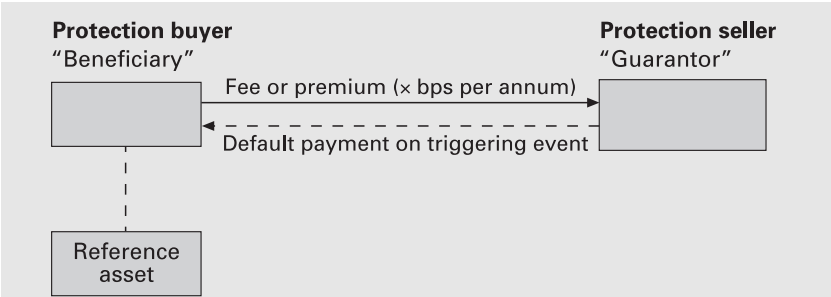 Protection buyer
“Beneficiary”
Protection seller
“Guarantor”
Fee or premium (× bps per annum)
Default payment on triggering event
Reference
asset